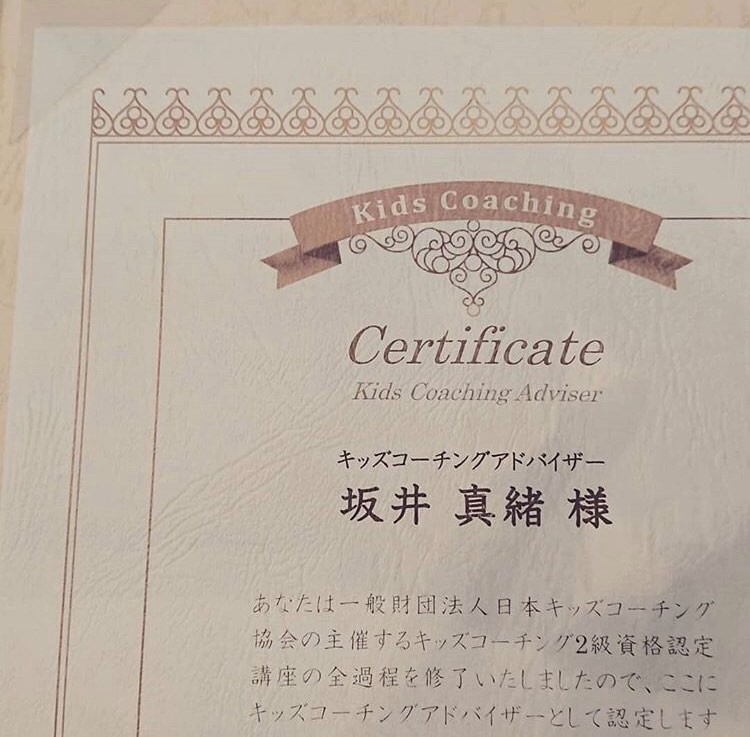 Kids Coaching
Certificate
Kids Coaching Adviser
キッズコーチングアドバイザー
坂井 真緒 様
あなたは一般財団法人日本キッズコーチング
協会の主催するキッズコーチング2級資格認定
講座の全過程を修了いたしましたので、ここに
キッズコーチングアドバイザーとして認定します